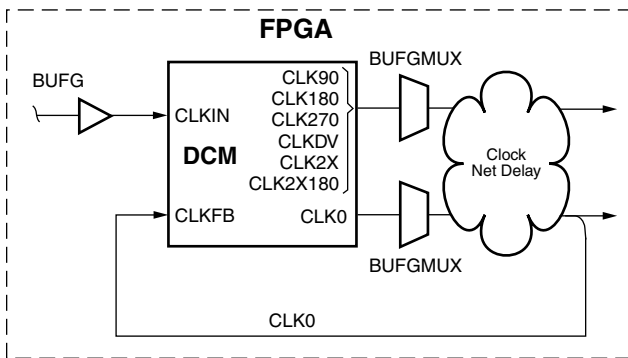 FPGA
BUFG
BUFGMUX
CLK90
CLK180
CLK270
CLKDV
CLK2X
CLK2X180
CLKIN
DCM
CLKFB
CLK0
Clock
Net Delay
BUFGMUX
CLK0